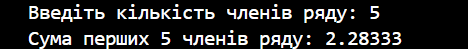 Введіть кількість членів ряду: 5
Сума перших 5 членів ряду: 2.28333